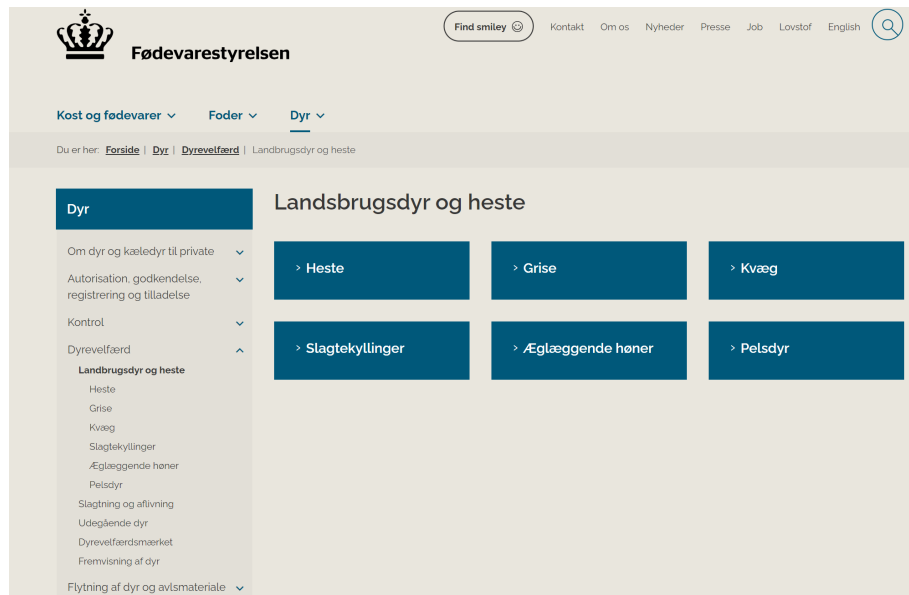 Fødevarestyrelsen
Find smiley
Kontakt
Om os
Nyheder
Presse
Job
Lovstof
English
Kost og fødevarer
Foder
Dyr
Du er her: Forside | Dyr | Dyrevelfærd | Landbrugsdyr og heste
Dyr
Om dyr og kæledyr til private
Autorisation, godkendelse,
registrering og tilladelse
Kontrol
Dyrevelfærd
Landbrugsdyr og heste
Heste
Grise
Kvæg
Slagtekyllinger
Æglæggende høner
Pelsdyr
Slagtning og aflivning
Udegående dyr
Dyrevelfærdsmærket
Fremvisning af dyr
Flytning af dyr og avlsmateriale
Landsbrugsdyr og heste
> Heste
> Grise
> Kvæg
> Slagtekyllinger
> Æglæggende høner
> Pelsdyr